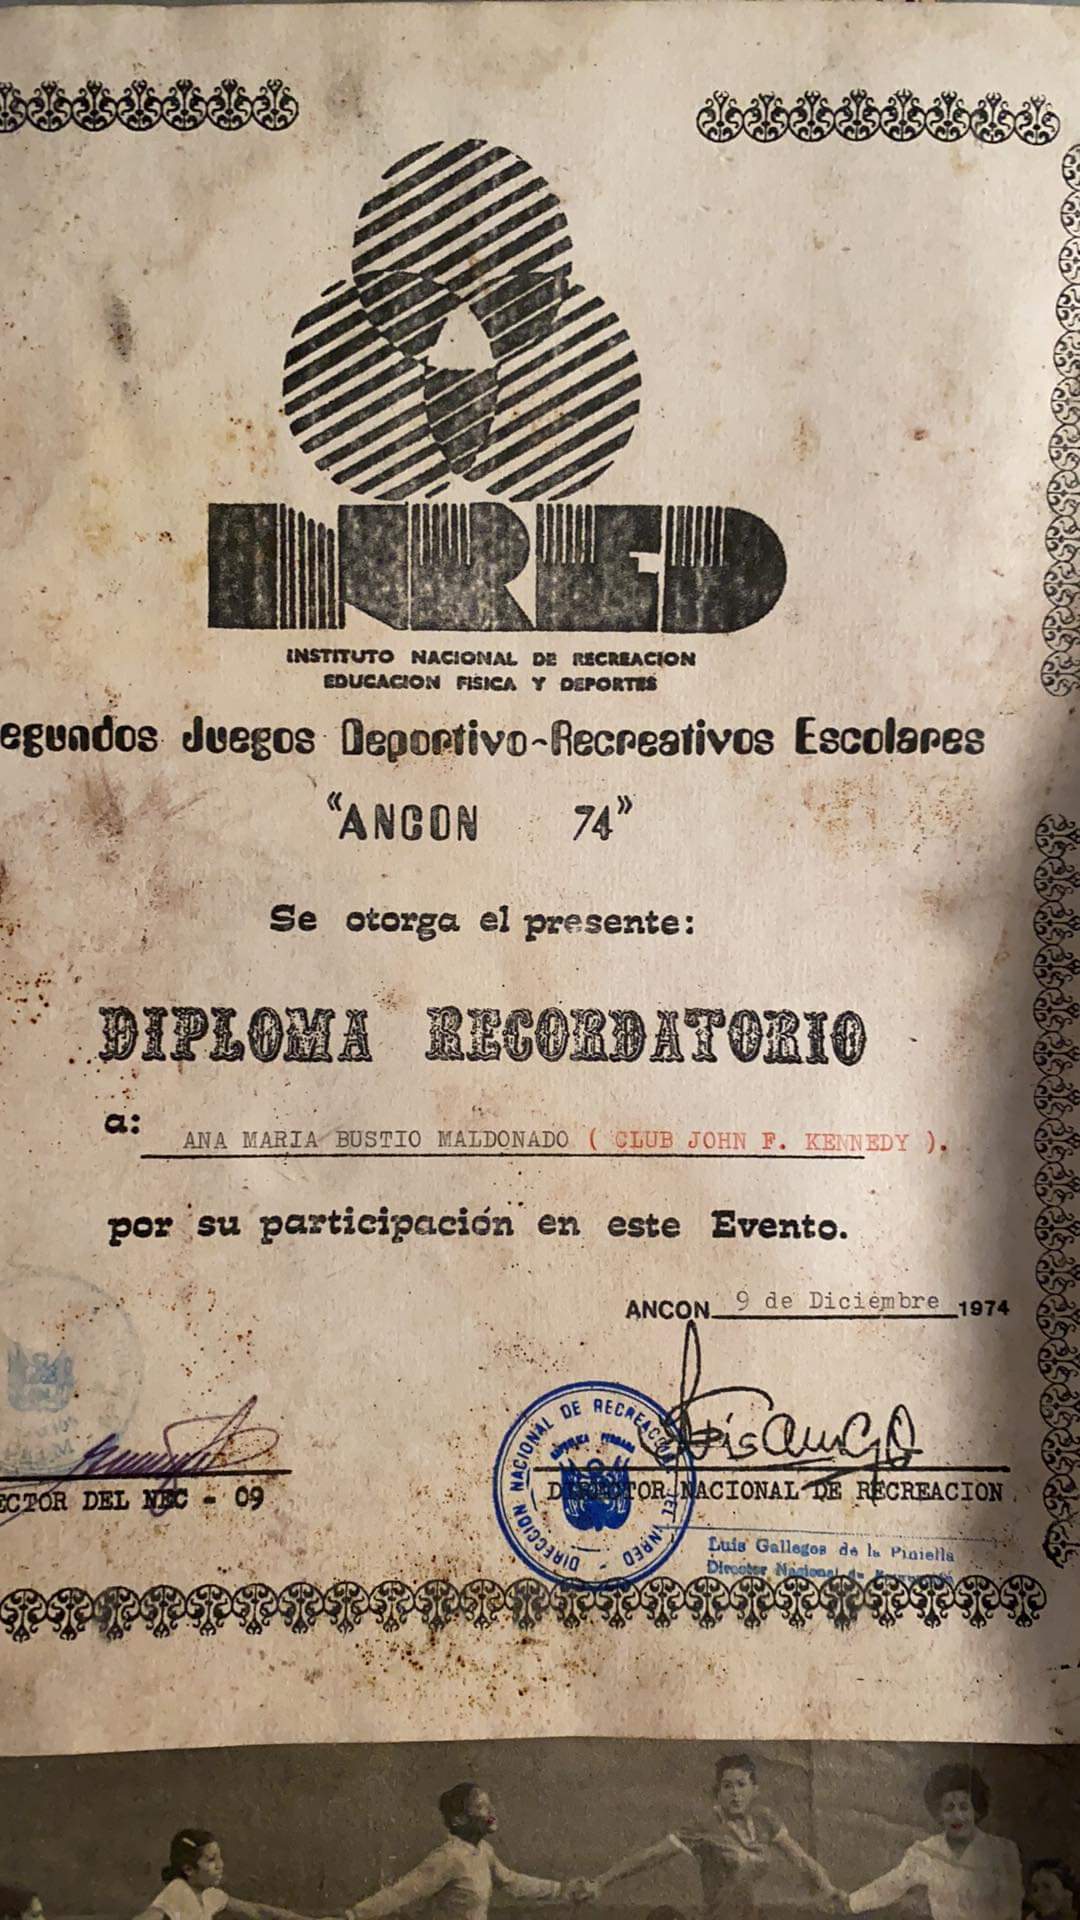 INRED
INSTITUTO NACIONAL DE RECREACION
EDUCACION FISICA Y DEPORTES
egundos Juegos Deportivo-Recreativos Escolares
"ANCON 74"
Se otorga el presente:
DIPLOMA RECORDATORIO
a: ANA MARIA BUSTIO MALDONADO ( CLUB JOHN F. KENNEDY ).
por su participación en este Evento.
ANCON 9 de Diciembre 1974
ECTOR DEL NEC - 09
DIRECTOR NACIONAL DE RECREACION
DIRECCION NACIONAL DE RECREACION DEL INRED
REPUBLICA PERUANA
Luis Gallegos de la Piniella
Director Nacional de